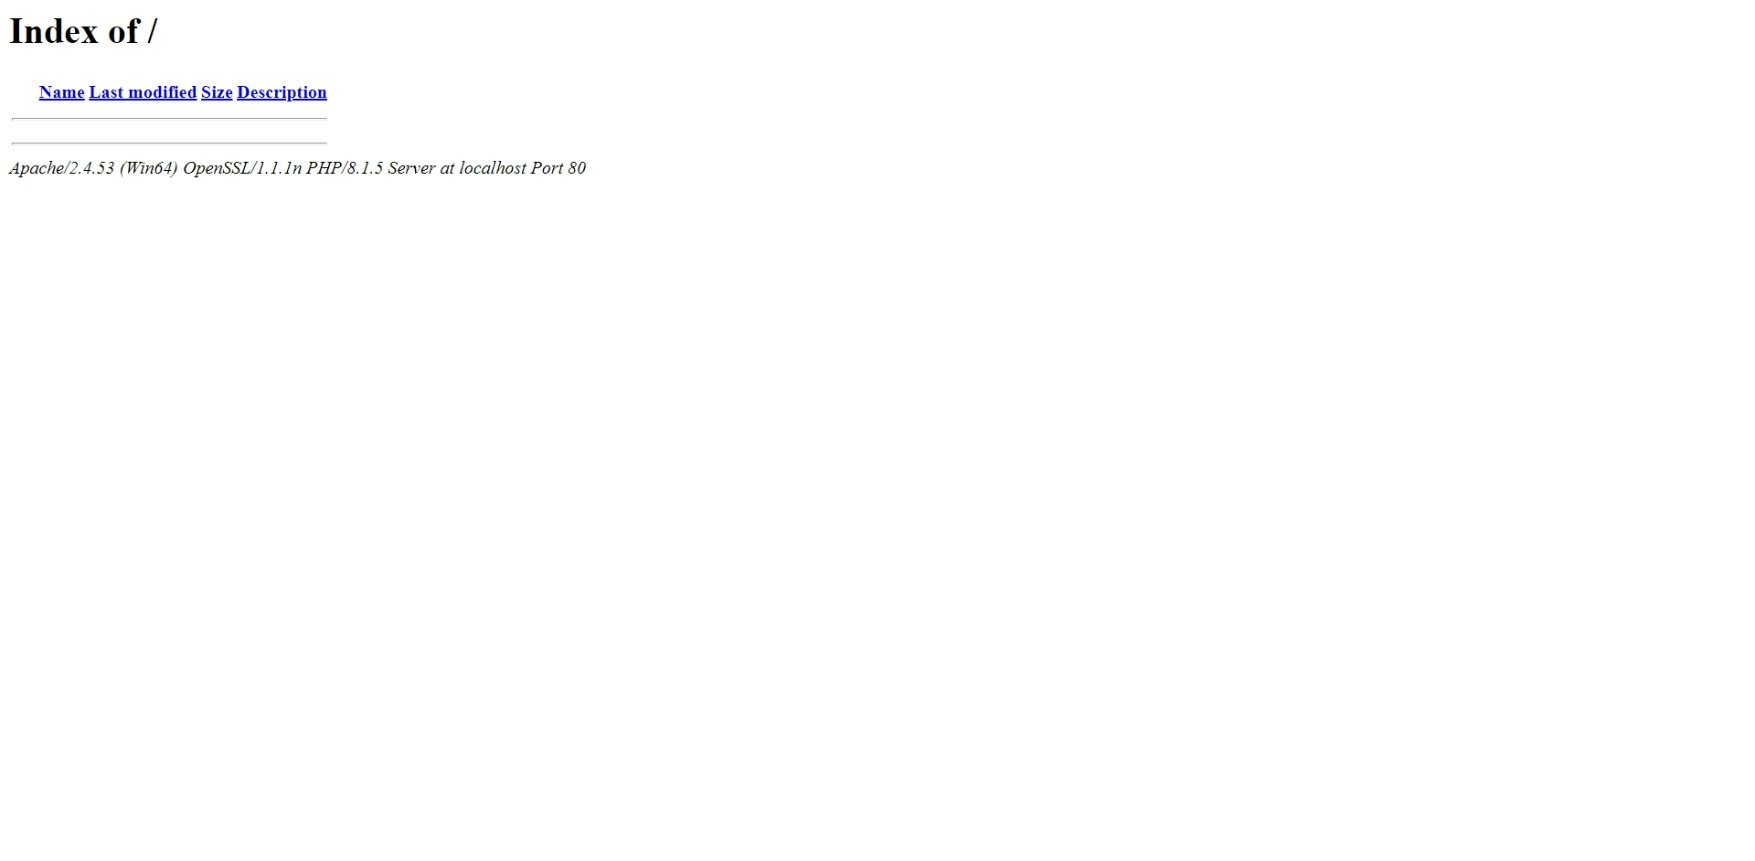 Index of /
Name Last modified Size Description
Apache/2.4.53 (Win64) OpenSSL/1.1.1n PHP/8.1.5 Server at localhost Port 80